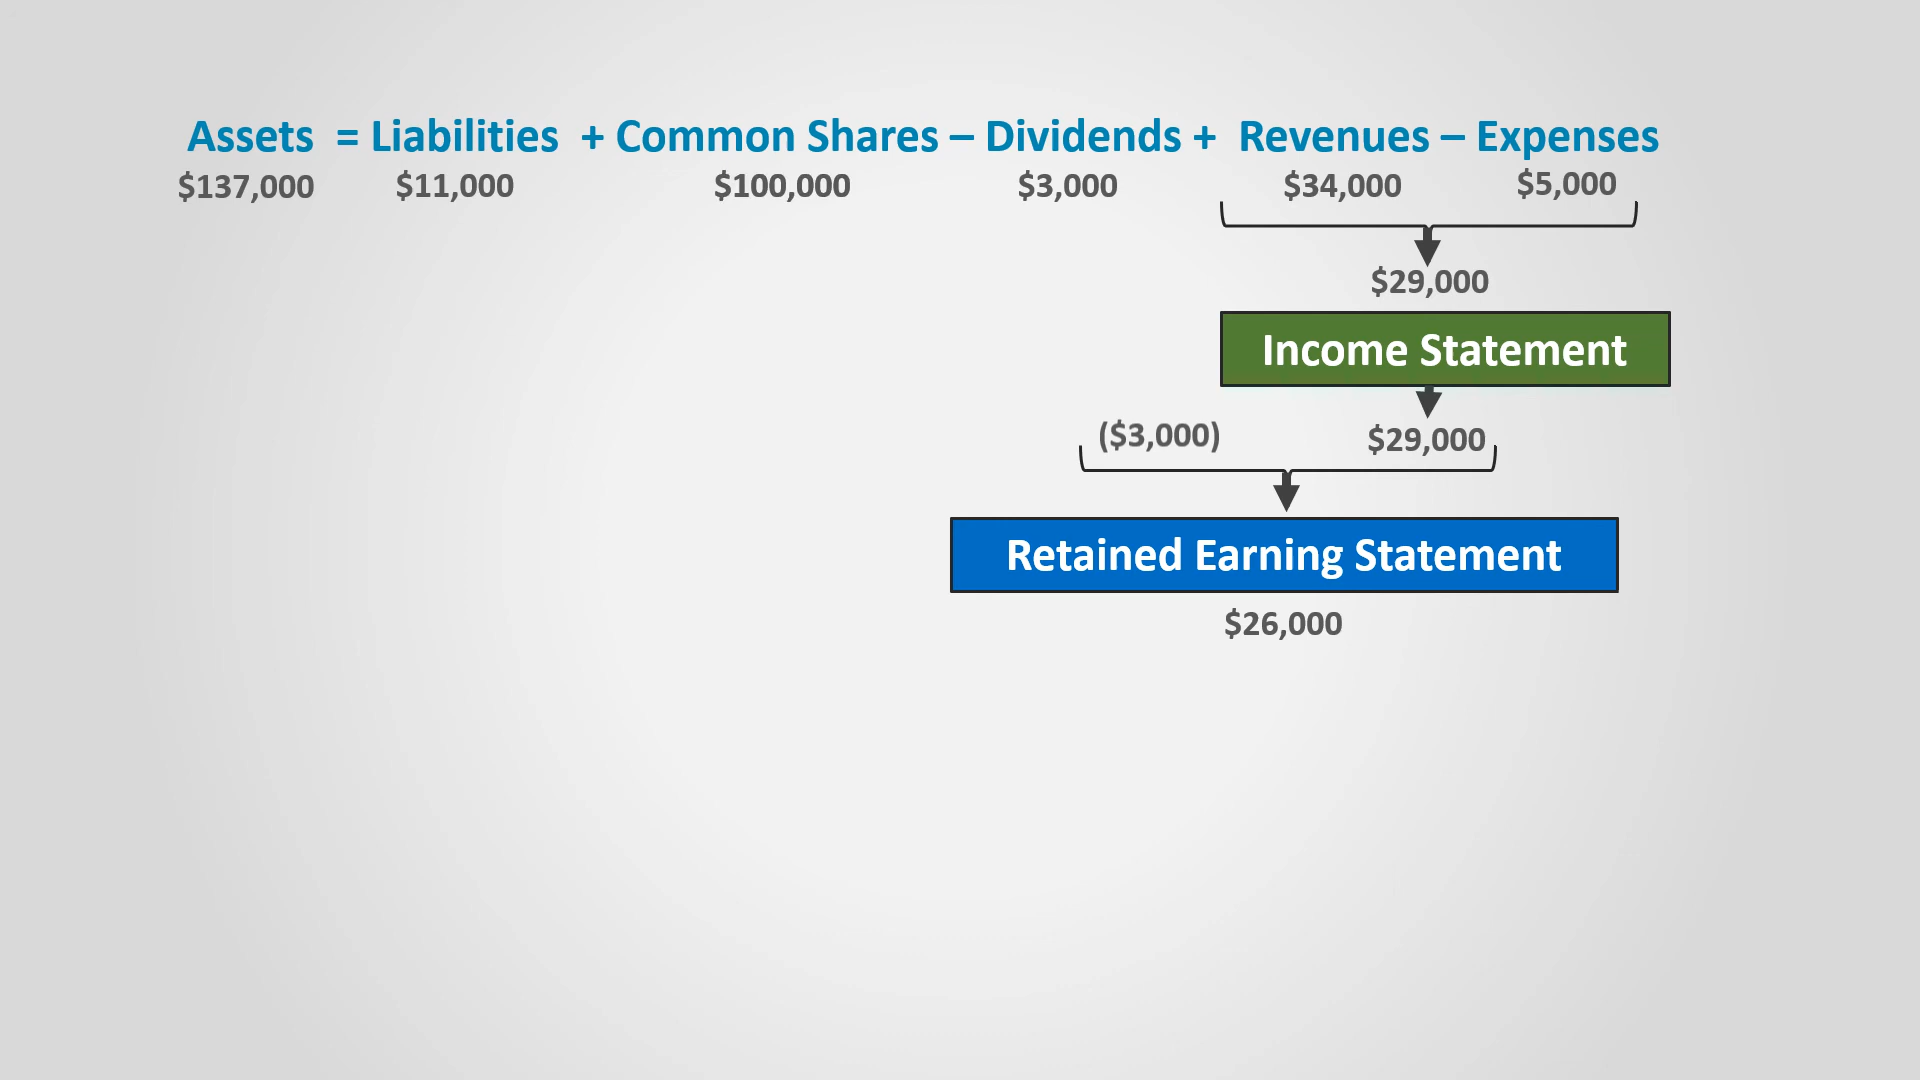 Assets = Liabilities + Common Shares – Dividends + Revenues – Expenses
$137,000 $11,000 $100,000 $3,000 $34,000 $5,000
$29,000
Income Statement
($3,000) $29,000
Retained Earning Statement
$26,000